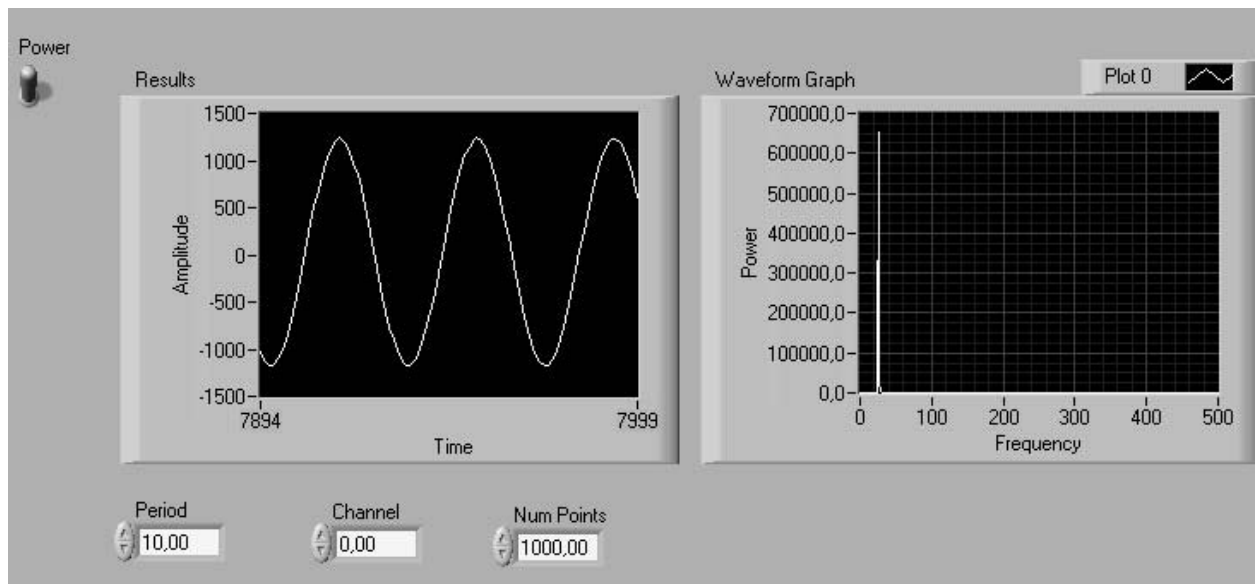 Power
Results
1500
1000
500
0
-500
-1000
-1500
Amplitude
7894
7999
Time
Waveform Graph
Plot 0
700000,0
600000,0
500000,0
400000,0
300000,0
200000,0
100000,0
0,0
Power
0
100
200
300
400
500
Frequency
Period
10,00
Channel
0,00
Num Points
1000,00